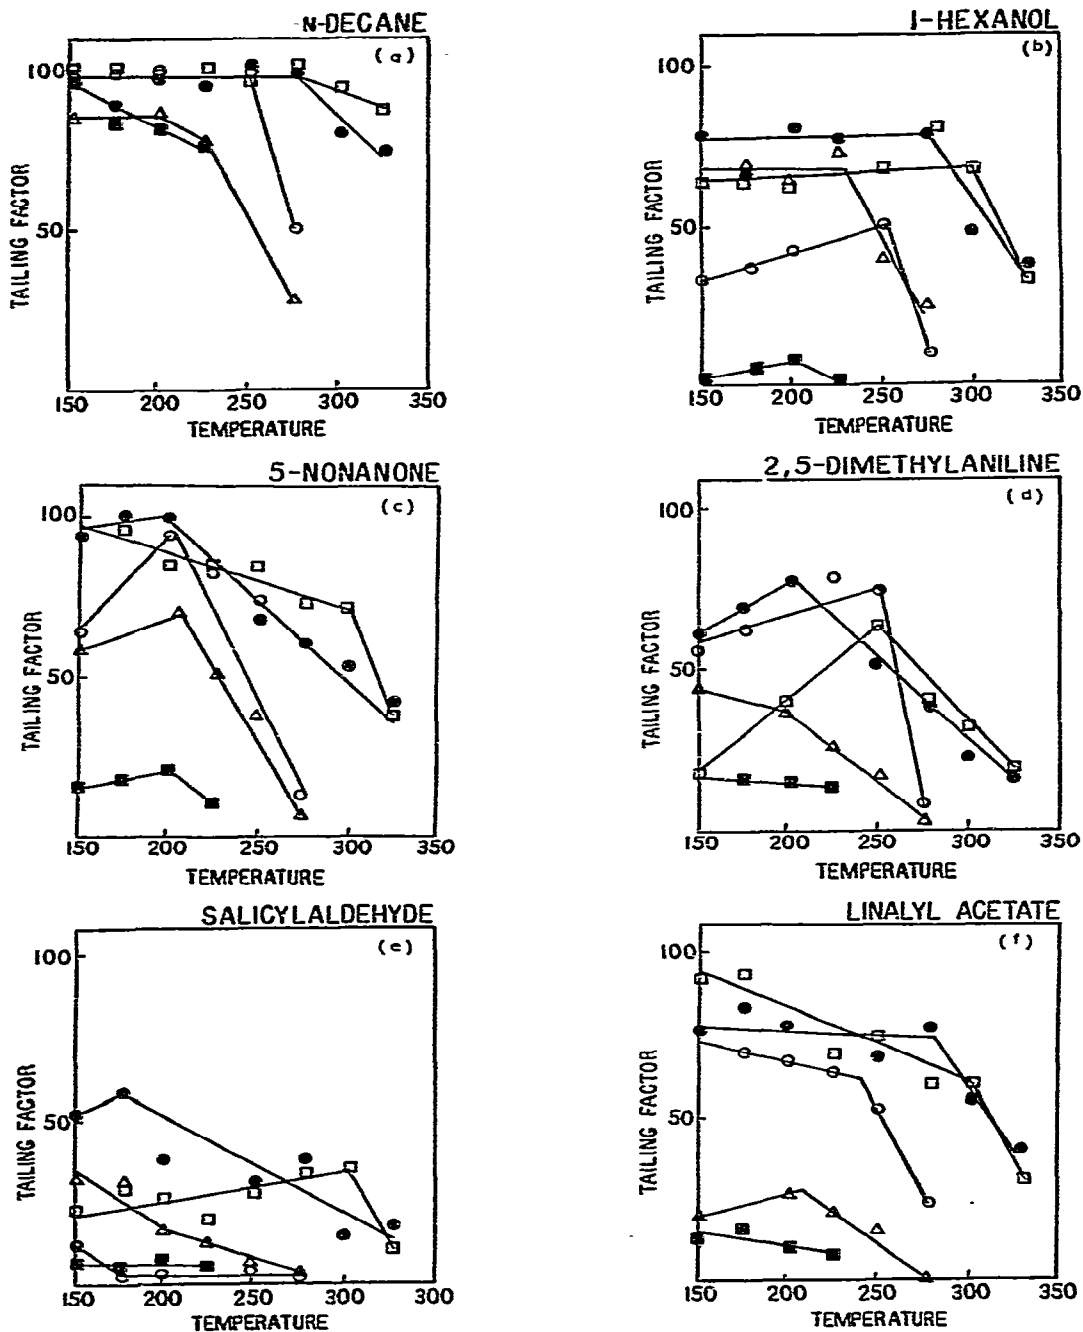 N-DECANE
(a)
100
50
TAILING FACTOR
150 200 250 300 350
TEMPERATURE
1-HEXANOL
(b)
100
50
TAILING FACTOR
150 200 250 300 350
TEMPERATURE
5-NONANONE
(c)
100
50
TAILING FACTOR
150 200 250 300 350
TEMPERATURE
2,5-DIMETHYLANILINE
(d)
100
50
TAILING FACTOR
150 200 250 300 350
TEMPERATURE
SALICYLALDEHYDE
(e)
100
50
TAILING FACTOR
150 200 250 300 300
TEMPERATURE
LINALYL ACETATE
(f)
100
50
TAILING FACTOR
150 200 250 300 350
TEMPERATURE